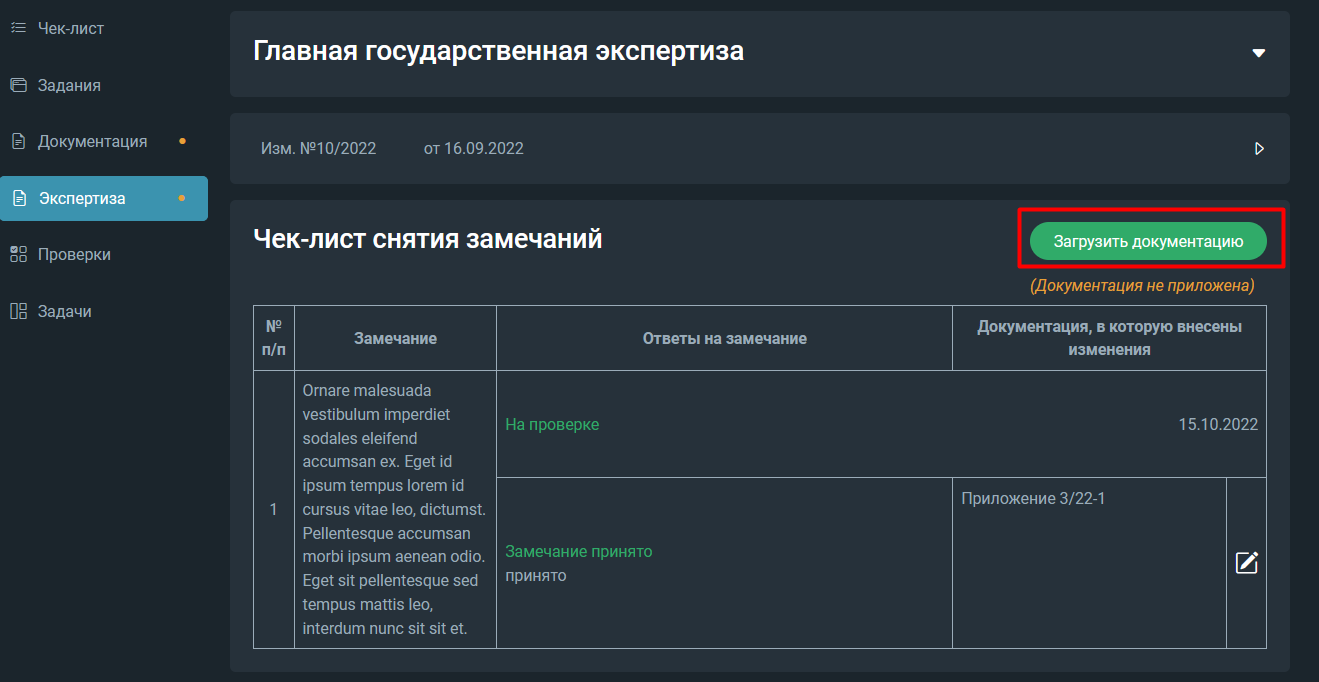 Чек-лист
Задания
Документация
Экспертиза
Проверки
Задачи
Главная государственная экспертиза
Изм. №10/2022 от 16.09.2022
Чек-лист снятия замечаний
Загрузить документацию
(Документация не приложена)
№
п/п
Замечание
Ответы на замечание
Документация, в которую внесены
изменения
1
Ornare malesuada
vestibulum imperdiet
sodales eleifend
accumsan ex. Eget id
ipsum tempus lorem id
cursus vitae leo, dictumst.
Pellentesque accumsan
morbi ipsum aenean odio.
Eget sit pellentesque sed
tempus mattis leo,
interdum nunc sit sit et.
На проверке
15.10.2022
Замечание принято
принято
Приложение 3/22-1